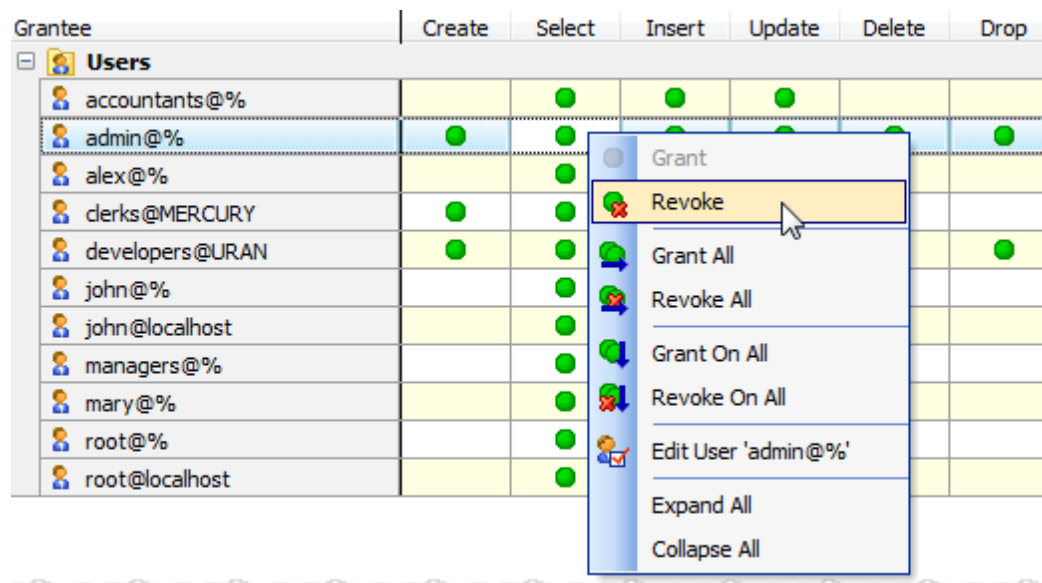 Grantee Create Select Insert Update Delete Drop
Users
accountants@%
admin@%
alex@%
clerks@MERCURY
developers@URAN
john@%
john@localhost
managers@%
mary@%
root@%
root@localhost
Grant
Revoke
Grant All
Revoke All
Grant On All
Revoke On All
Edit User 'admin@%'
Expand All
Collapse All